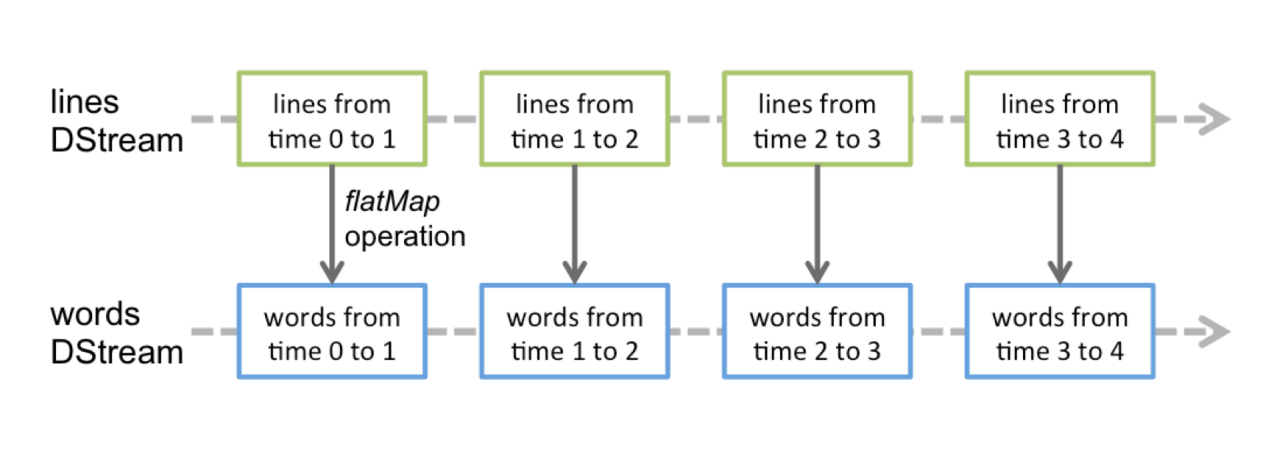 lines
DStream
lines from
time 0 to 1
lines from
time 1 to 2
lines from
time 2 to 3
lines from
time 3 to 4
flatMap
operation
words
DStream
words from
time 0 to 1
words from
time 1 to 2
words from
time 2 to 3
words from
time 3 to 4